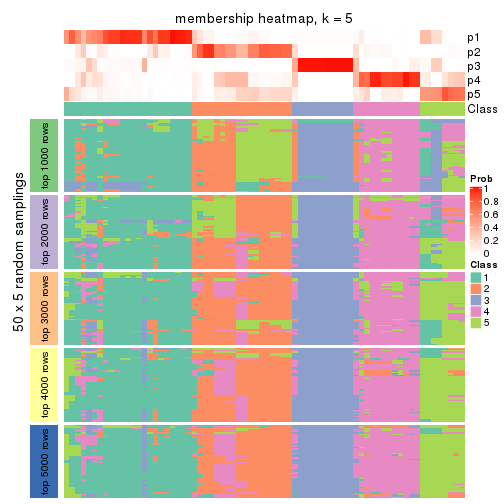 membership heatmap, k = 5
p1
p2
p3
p4
p5
Class
50 x 5 random samplings
top 1000 rows
top 2000 rows
top 3000 rows
top 4000 rows
top 5000 rows
Prob
1
0.8
0.6
0.4
0.2
0
Class
1
2
3
4
5